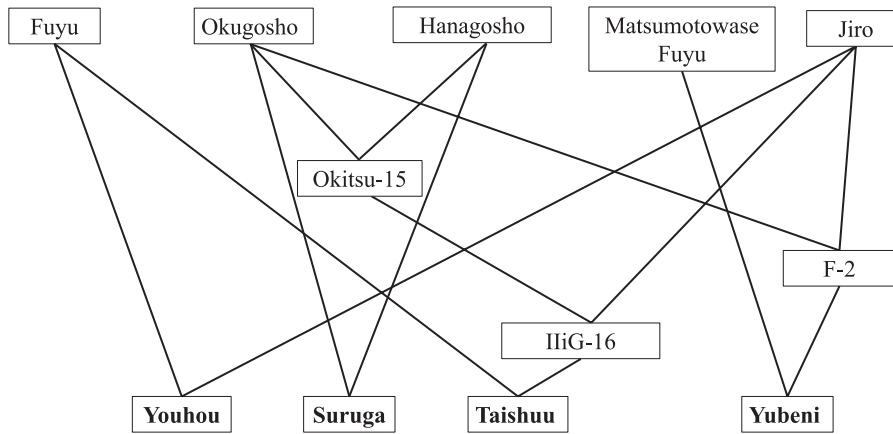 Fuyu
Okugosho
Hanagosho
Matsumotowase
Fuyu
Jiro
Okitsu-15
F-2
IIiG-16
Youhou
Suruga
Taishuu
Yubeni